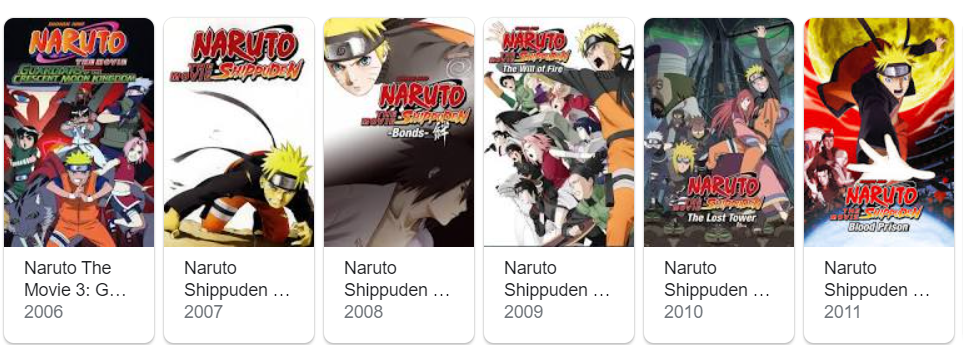 NARUTO
THE MOVIE
GUARDIANS OF THE
CRESCENT MOON KINGDOM
Naruto The
Movie 3: G...
2006
NARUTO
THE MOVIE SHIPPUDEN
Naruto
Shippuden ...
2007
NARUTO
THE MOVIE SHIPPUDEN
-Bonds- 絆
Naruto
Shippuden ...
2008
NARUTO
THE MOVIE SHIPPUDEN
The Will of Fire
Naruto
Shippuden ...
2009
NARUTO
THE MOVIE SHIPPUDEN
The Lost Tower
Naruto
Shippuden ...
2010
NARUTO
THE MOVIE SHIPPUDEN
Blood Prison
Naruto
Shippuden ...
2011